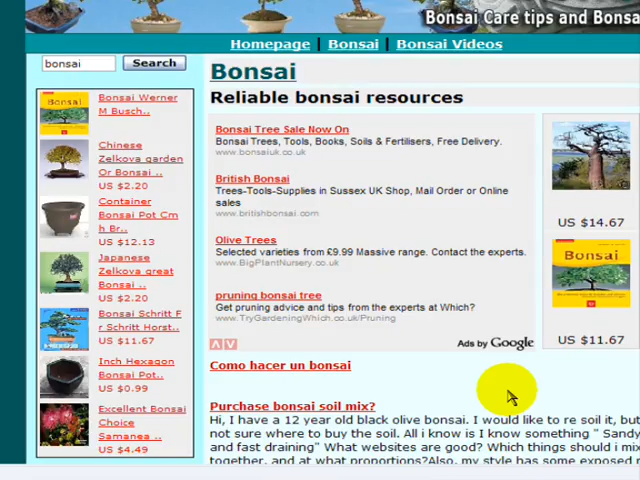 Bonsai Care tips and Bonsa
Homepage | Bonsai | Bonsai Videos
bonsai Search
Bonsai Werner
M Busch..
Chinese
Zelkova garden
Or Bonsai ..
US $2.20
Container
Bonsai Pot Cm
h Br..
US $12.13
Japanese
Zelkova great
Bonsai ..
US $2.20
Bonsai Schritt F
r Schritt Horst..
US $11.67
Inch Hexagon
Bonsai Pot..
US $0.99
Excellent Bonsai
Choice
Samanea ..
US $4.49
Bonsai
Reliable bonsai resources
Bonsai Tree Sale Now On
Bonsai Trees, Tools, Books, Soils & Fertilisers, Free Delivery.
www.bonsaiuk.co.uk
British Bonsai
Trees-Tools-Supplies in Sussex UK Shop, Mail Order or Online
sales
www.britishbonsai.com
Olive Trees
Selected varieties from £9.99 Massive range. Contact the experts.
www.BigPlantNursery.co.uk
pruning bonsai tree
Get pruning advice and tips from the experts at Which?
www.TryGardeningWhich.co.uk/Pruning
Ads by Google
US $14.67
Bonsai
US $11.67
Como hacer un bonsai
Purchase bonsai soil mix?
Hi, I have a 12 year old black olive bonsai. I would like to re soil it, but
not sure where to buy the soil. All i know is I know something " Sandy
and fast draining" What websites are good? Which things should i mix
together, and at what proportions?Also, my style has some exposed r